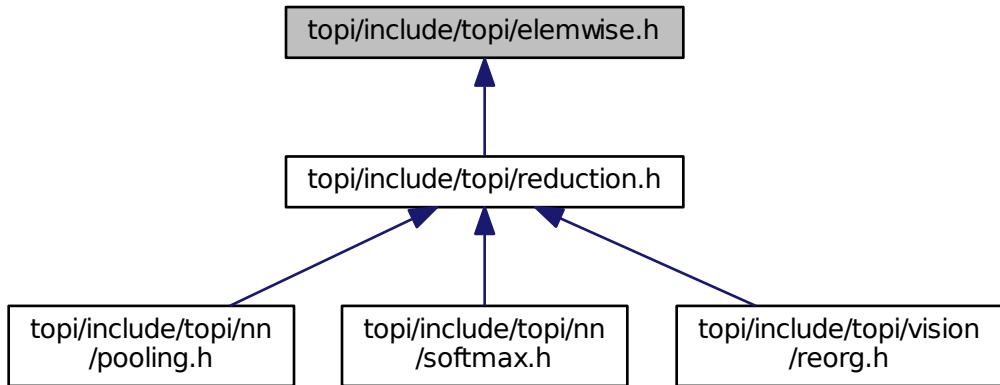 topi/include/topi/elemwise.h
topi/include/topi/reduction.h
topi/include/topi/nn
/pooling.h
topi/include/topi/nn
/softmax.h
topi/include/topi/vision
/reorg.h